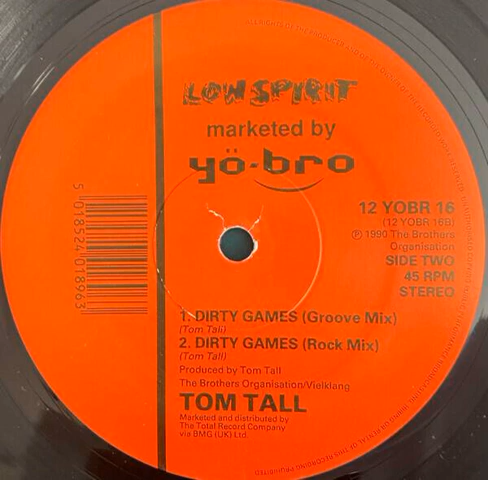 LOW SPIRIT
marketed by
yö-bro
12 YOBR 16
(12 YOBR 16B)
℗ 1990 The Brothers
Organisation
SIDE TWO
45 RPM
STEREO
5 018524 018963
1. DIRTY GAMES (Groove Mix)
(Tom Tall)
2. DIRTY GAMES (Rock Mix)
(Tom Tall)
Produced by Tom Tall
The Brothers Organisation/Vielklang
TOM TALL
Marketed and distributed by
The Total Record Company
via BMG (UK) Ltd.